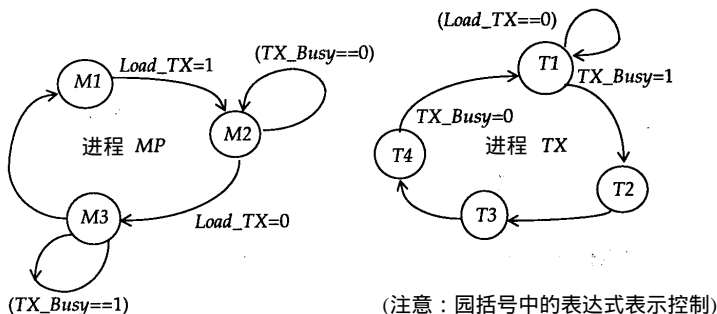 (Load_TX==0)
Load_TX=1
(TX_Busy==0)
M1
T1
TX_Busy=1
TX_Busy=0
M2
进程 MP
进程 TX
T4
T2
M3
T3
Load_TX=0
(TX_Busy==1)
(注意：园括号中的表达式表示控制)